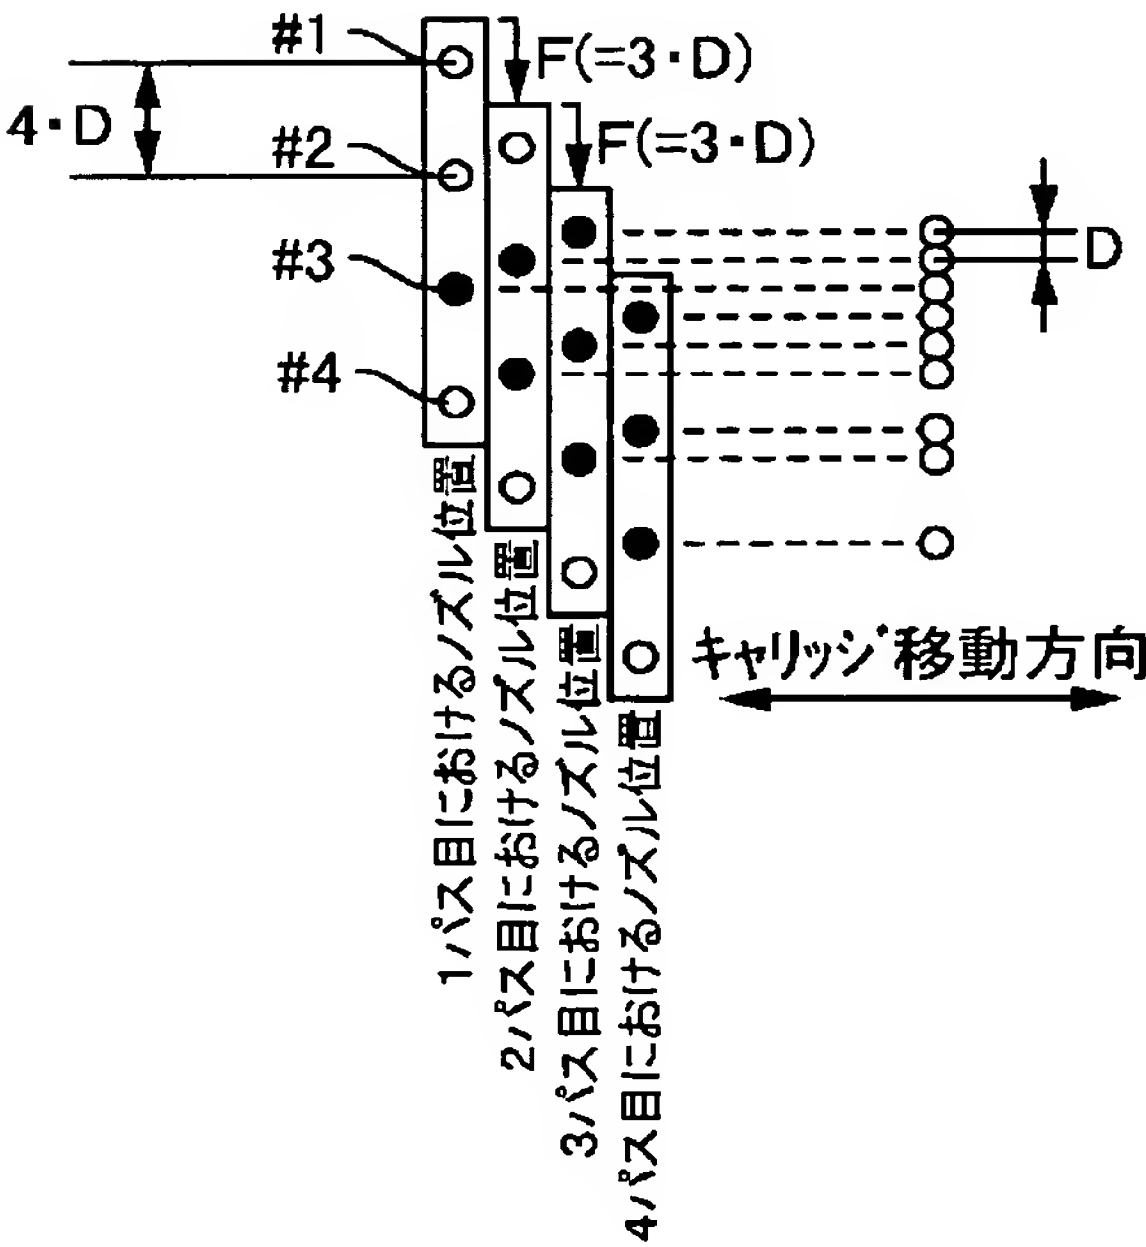 #1
F(=3・D)
4・D
#2
F(=3・D)
#3
D
#4
キャリッジ移動方向
1パス目におけるノズル位置
2パス目におけるノズル位置
3パス目におけるノズル位置
4パス目におけるノズル位置